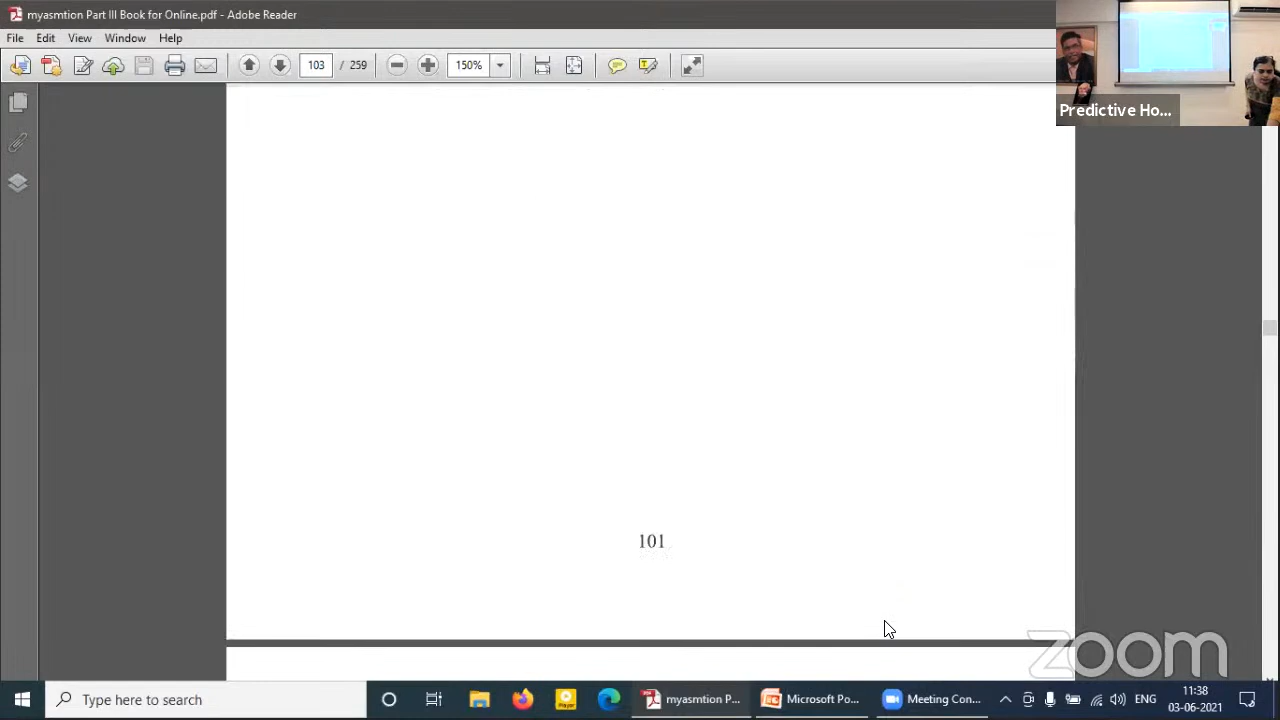 myasmtion Part III Book for Online.pdf - Adobe Reader
File Edit View Window Help
103 / 259 150%
Predictive Ho...
101
zoom
Type here to search
Player
myasmtion P...
Microsoft Po...
Meeting Con...
ENG
11:38
03-06-2021